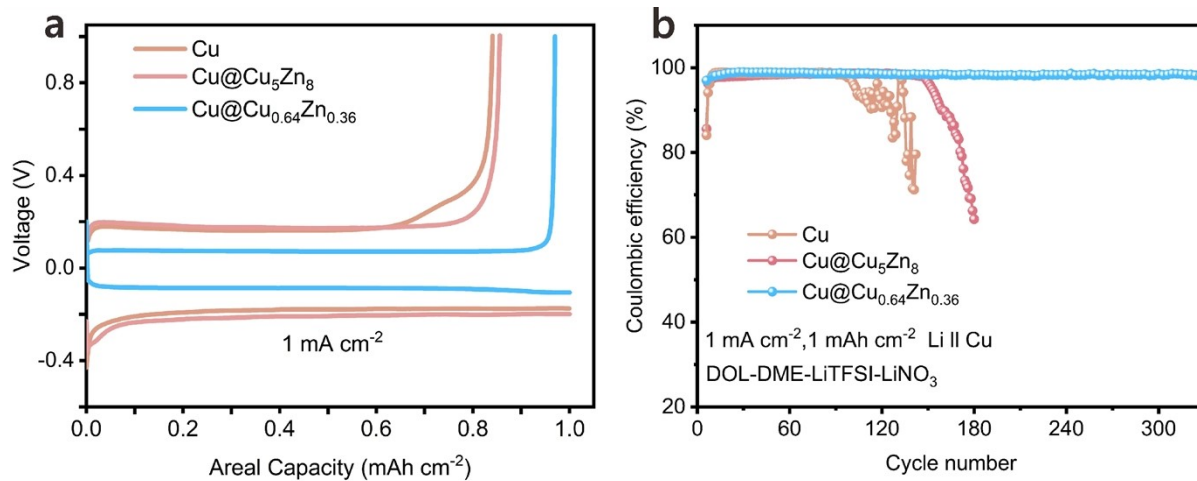 a
Cu
Cu@Cu₅Zn₈
Cu@Cu₀.₆₄Zn₀.₃₆
0.8
0.4
0.0
-0.4
Voltage (V)
1 mA cm⁻²
0.0 0.2 0.4 0.6 0.8 1.0
Areal Capacity (mAh cm⁻²)
b
100
80
60
40
20
Coulombic efficiency (%)
Cu
Cu@Cu₅Zn₈
Cu@Cu₀.₆₄Zn₀.₃₆
1 mA cm⁻²,1 mAh cm⁻² Li ll Cu
DOL-DME-LiTFSI-LiNO₃
0 60 120 180 240 300
Cycle number